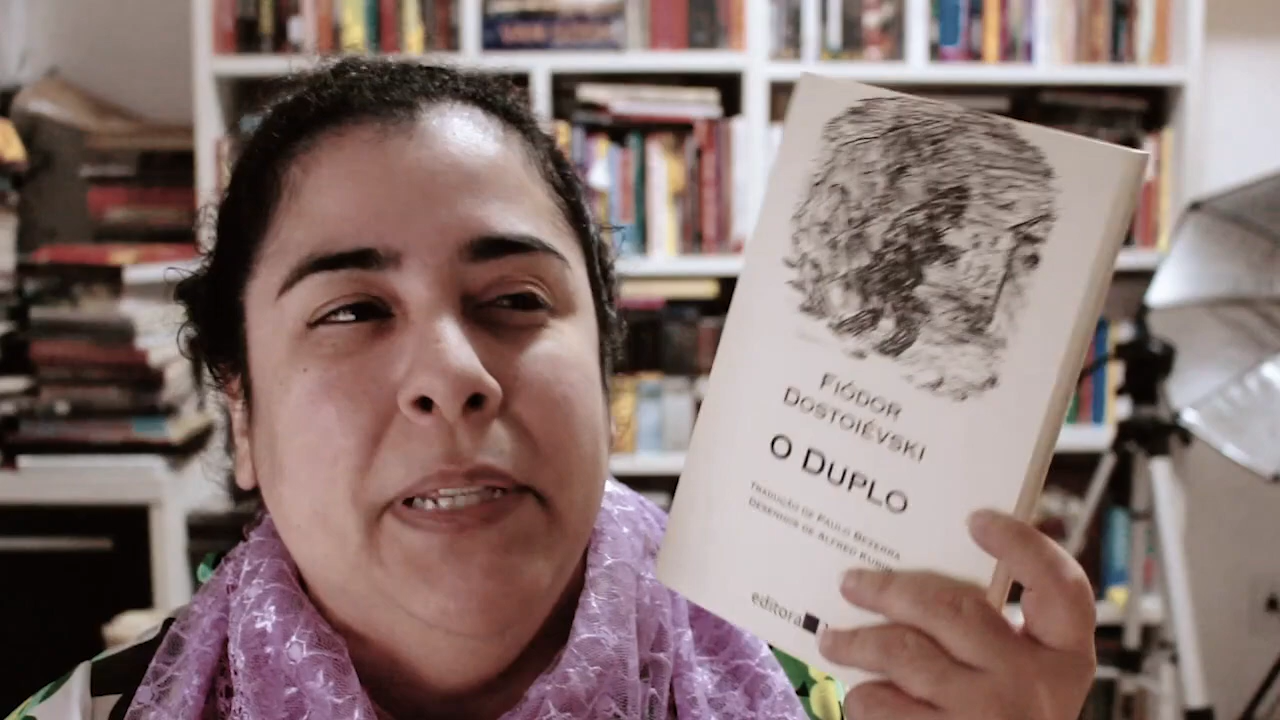 FIÓDOR
DOSTOIÉVSKI
O DUPLO
TRADUÇÃO DE PAULO BEZERRA
DESENHOS DE ALFRED KUBIN
editora